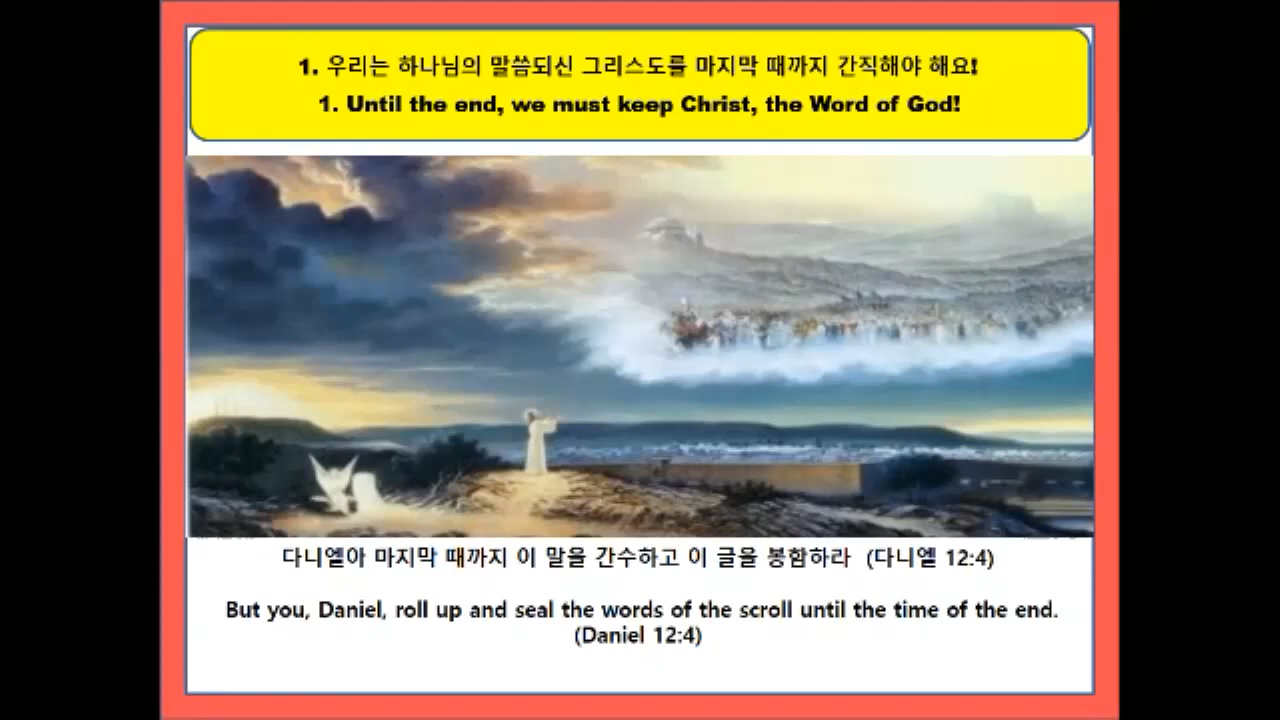 1. 우리는 하나님의 말씀되신 그리스도를 마지막 때까지 간직해야 해요!
1. Until the end, we must keep Christ, the Word of God!
다니엘아 마지막 때까지 이 말을 간수하고 이 글을 봉함하라 (다니엘 12:4)
But you, Daniel, roll up and seal the words of the scroll until the time of the end.
(Daniel 12:4)